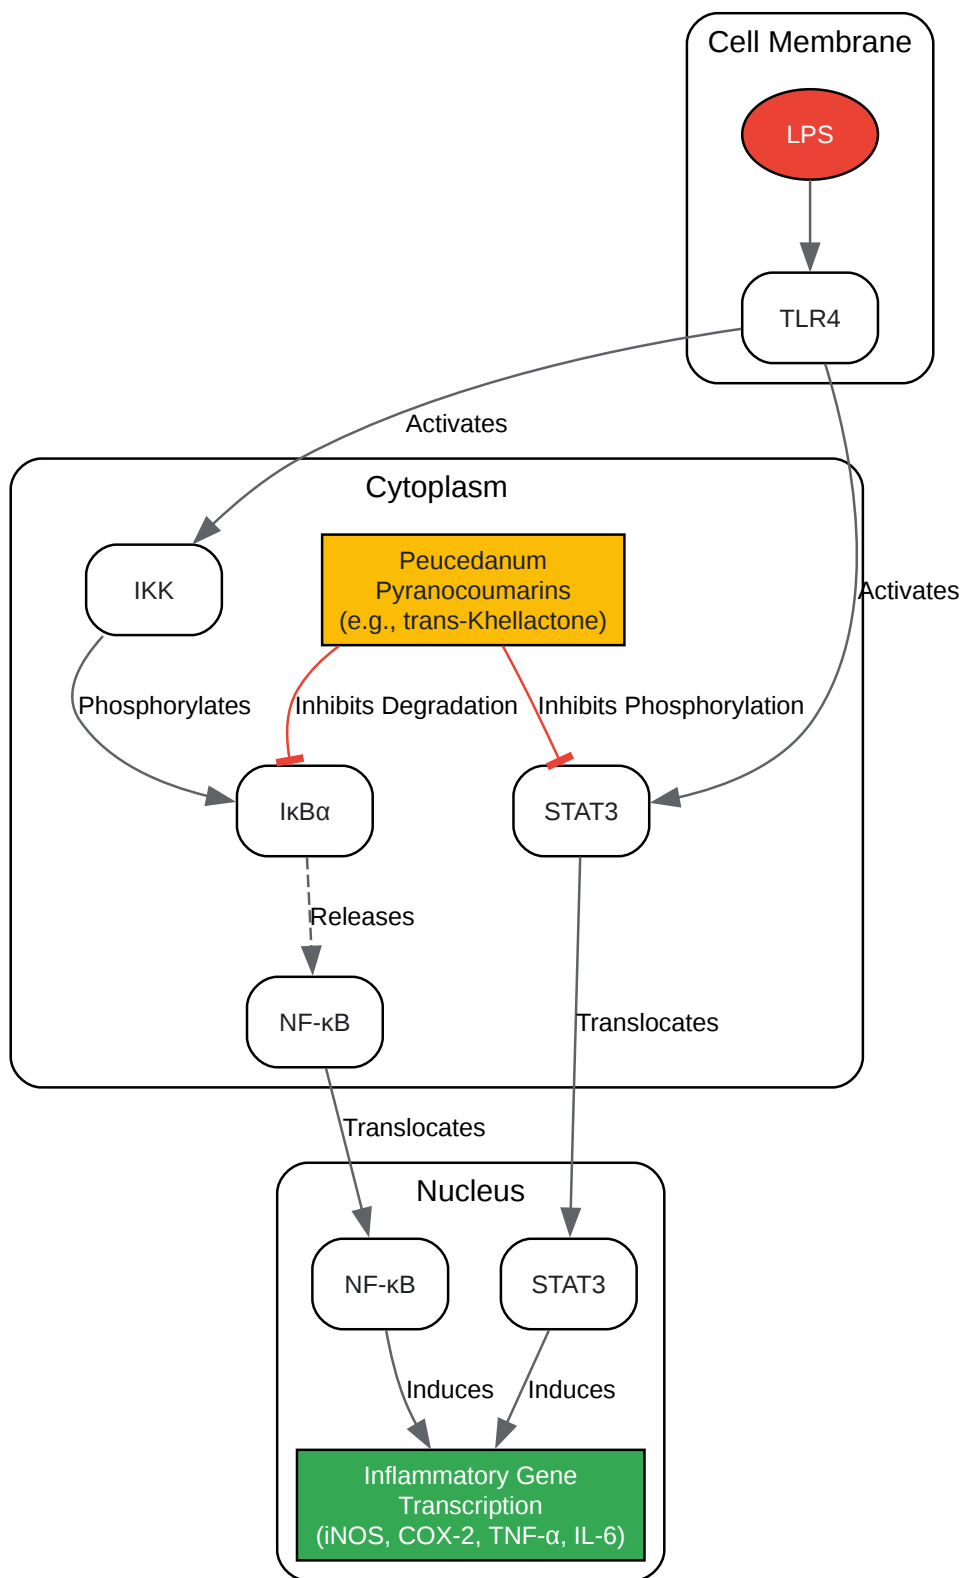 Cell Membrane
LPS
TLR4
Activates
Cytoplasm
IKK
Peucedanum
Pyranocoumarins
(e.g., trans-Khellactone)
Activates
Phosphorylates
Inhibits Degradation
Inhibits Phosphorylation
IκBα
STAT3
Releases
NF-κB
Translocates
Translocates
Nucleus
NF-κB
STAT3
Induces
Induces
Inflammatory Gene
Transcription
(iNOS, COX-2, TNF-α, IL-6)